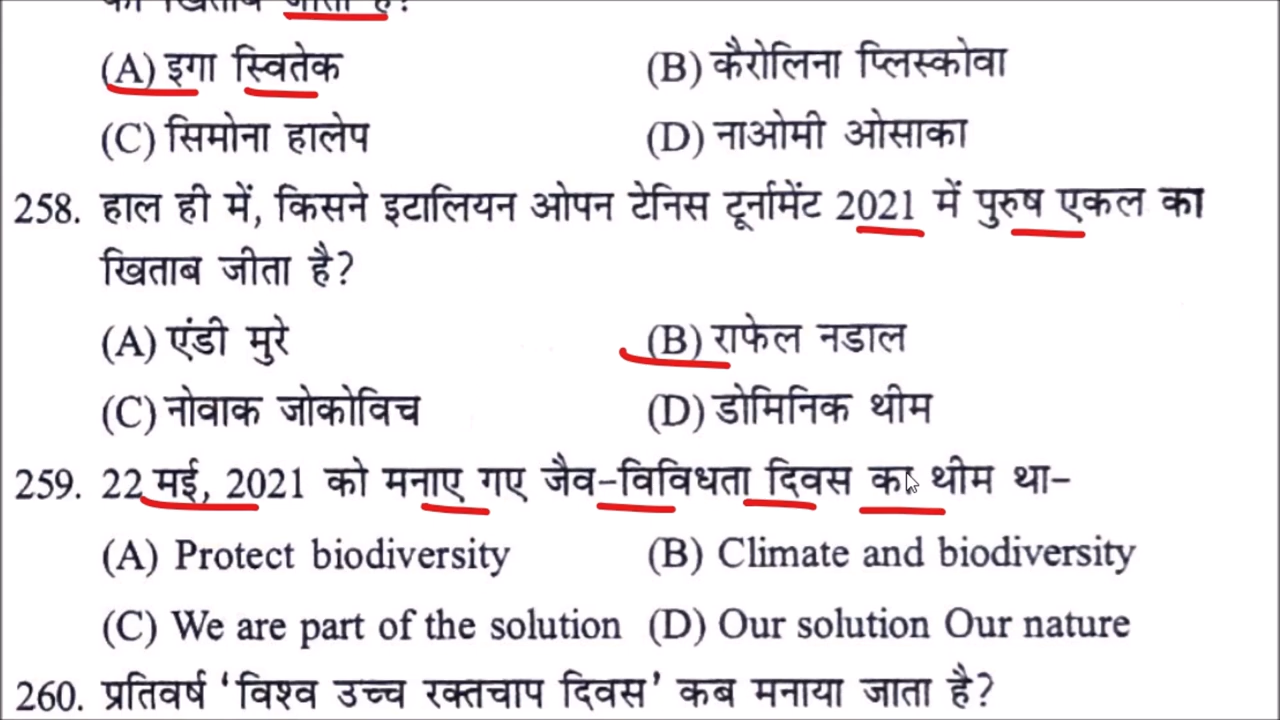 (A) इगा स्वितेक (B) कैरोलिना प्लिस्कोवा
(C) सिमोना हालेप (D) नाओमी ओसाका
258. हाल ही में, किसने इटालियन ओपन टेनिस टूर्नामेंट 2021 में पुरुष एकल का
खिताब जीता है?
(A) एंडी मुरे (B) राफेल नडाल
(C) नोवाक जोकोविच (D) डोमिनिक थीम
259. 22 मई, 2021 को मनाए गए जैव-विविधता दिवस का थीम था-
(A) Protect biodiversity (B) Climate and biodiversity
(C) We are part of the solution (D) Our solution Our nature
260. प्रतिवर्ष 'विश्व उच्च रक्तचाप दिवस' कब मनाया जाता है?